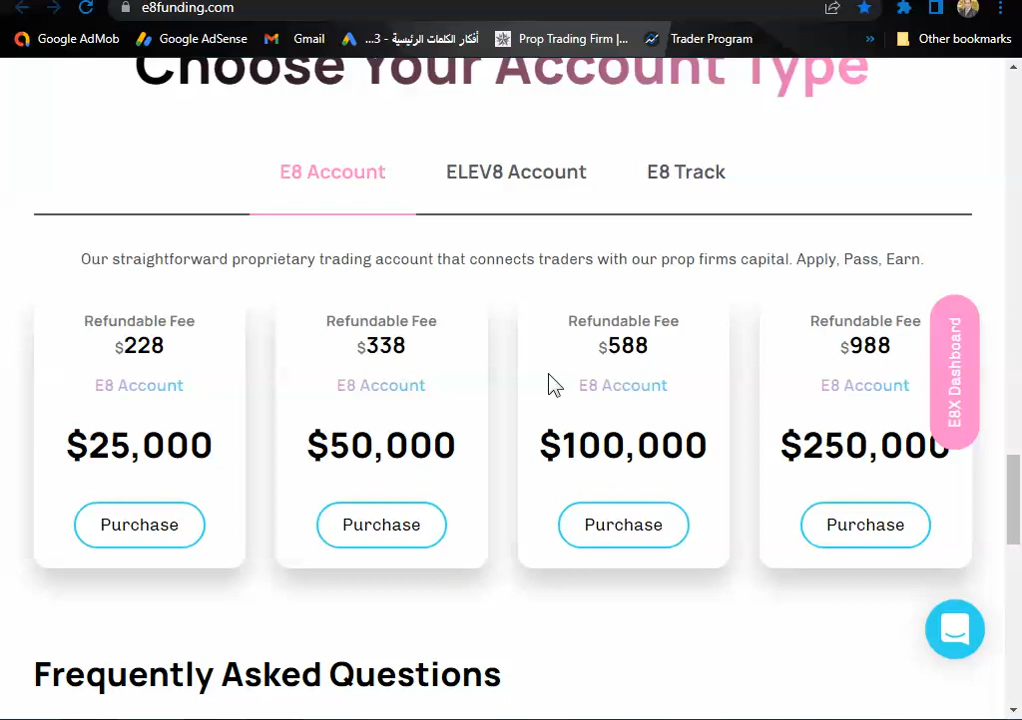 e8funding.com
Google AdMob
Google AdSense
Gmail
أفكار الكلمات الرئيسية - 3...
Prop Trading Firm |...
Trader Program
»
Other bookmarks
Choose Your Account Type
E8 Account
ELEV8 Account
E8 Track
Our straightforward proprietary trading account that connects traders with our prop firms capital. Apply, Pass, Earn.
Refundable Fee
$228
E8 Account
$25,000
Purchase
Refundable Fee
$338
E8 Account
$50,000
Purchase
Refundable Fee
$588
E8 Account
$100,000
Purchase
Refundable Fee
$988
E8 Account
$250,000
Purchase
E8X Dashboard
Frequently Asked Questions